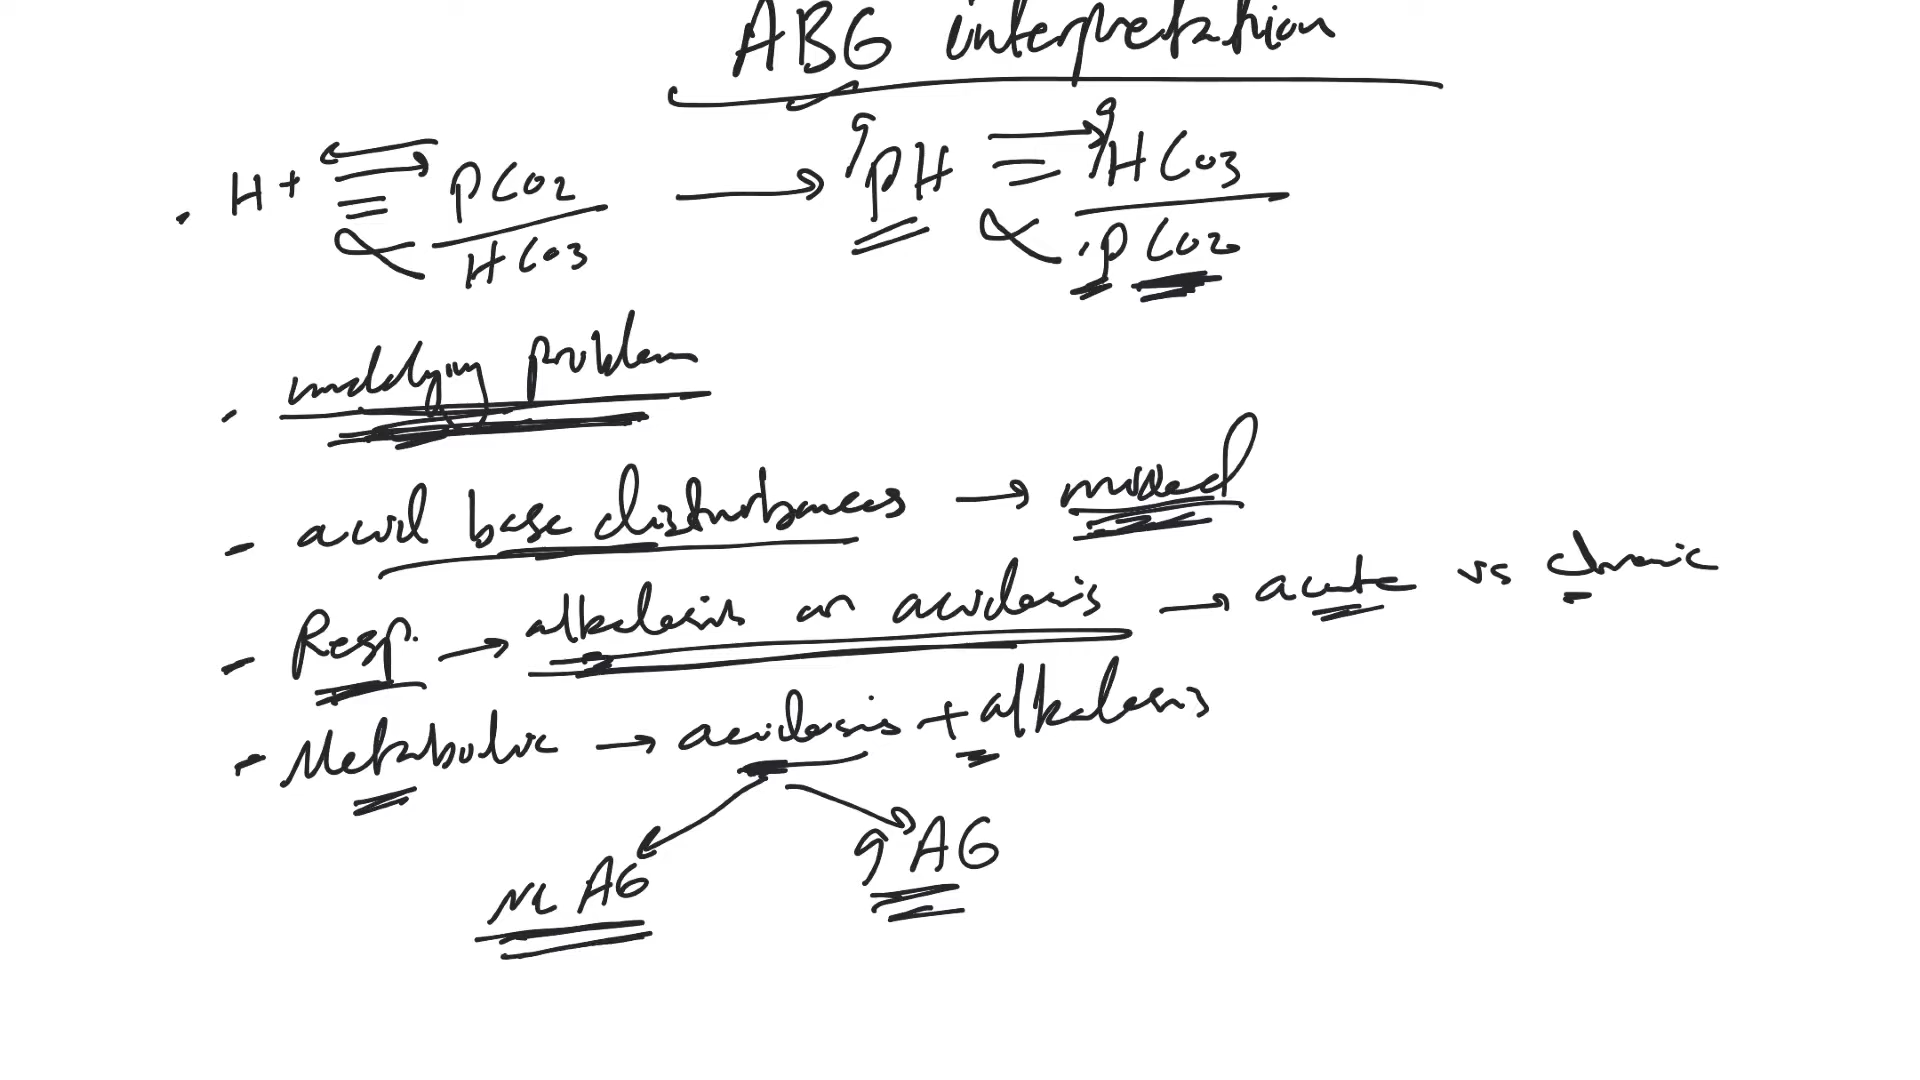 ABG interpretation
H+ ⇌ ∝ pCO2 / HCO3 → ↑pH ≡ ∝ ↑HCO3 / pCO2
problem
- acid base disturbances → mixed
- Resp. → alkalosis or acidosis → acute vs chronic
- Metabolic → acidosis + alkalosis
NL AG ↑AG